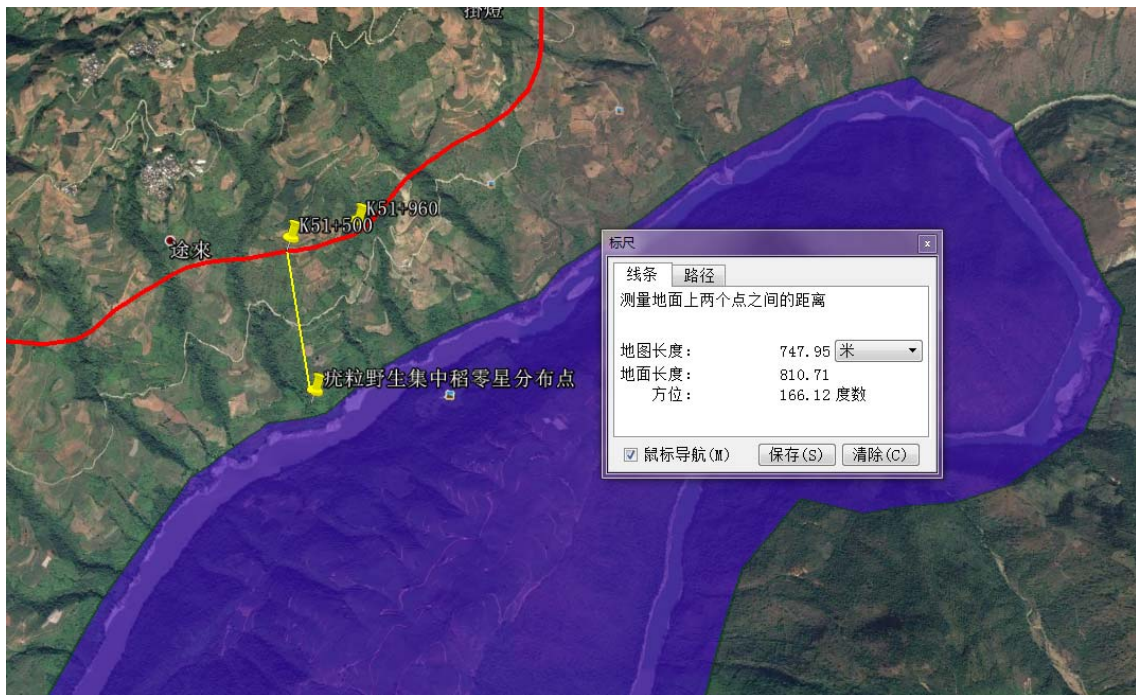 掛燈
K51+960
K51+500
途来
疣粒野生集中稻零星分布点
标尺
线条 路径
测量地面上两个点之间的距离
地图长度: 747.95 米
地面长度: 810.71
方位: 166.12 度数
鼠标导航(M) 保存(S) 清除(C)